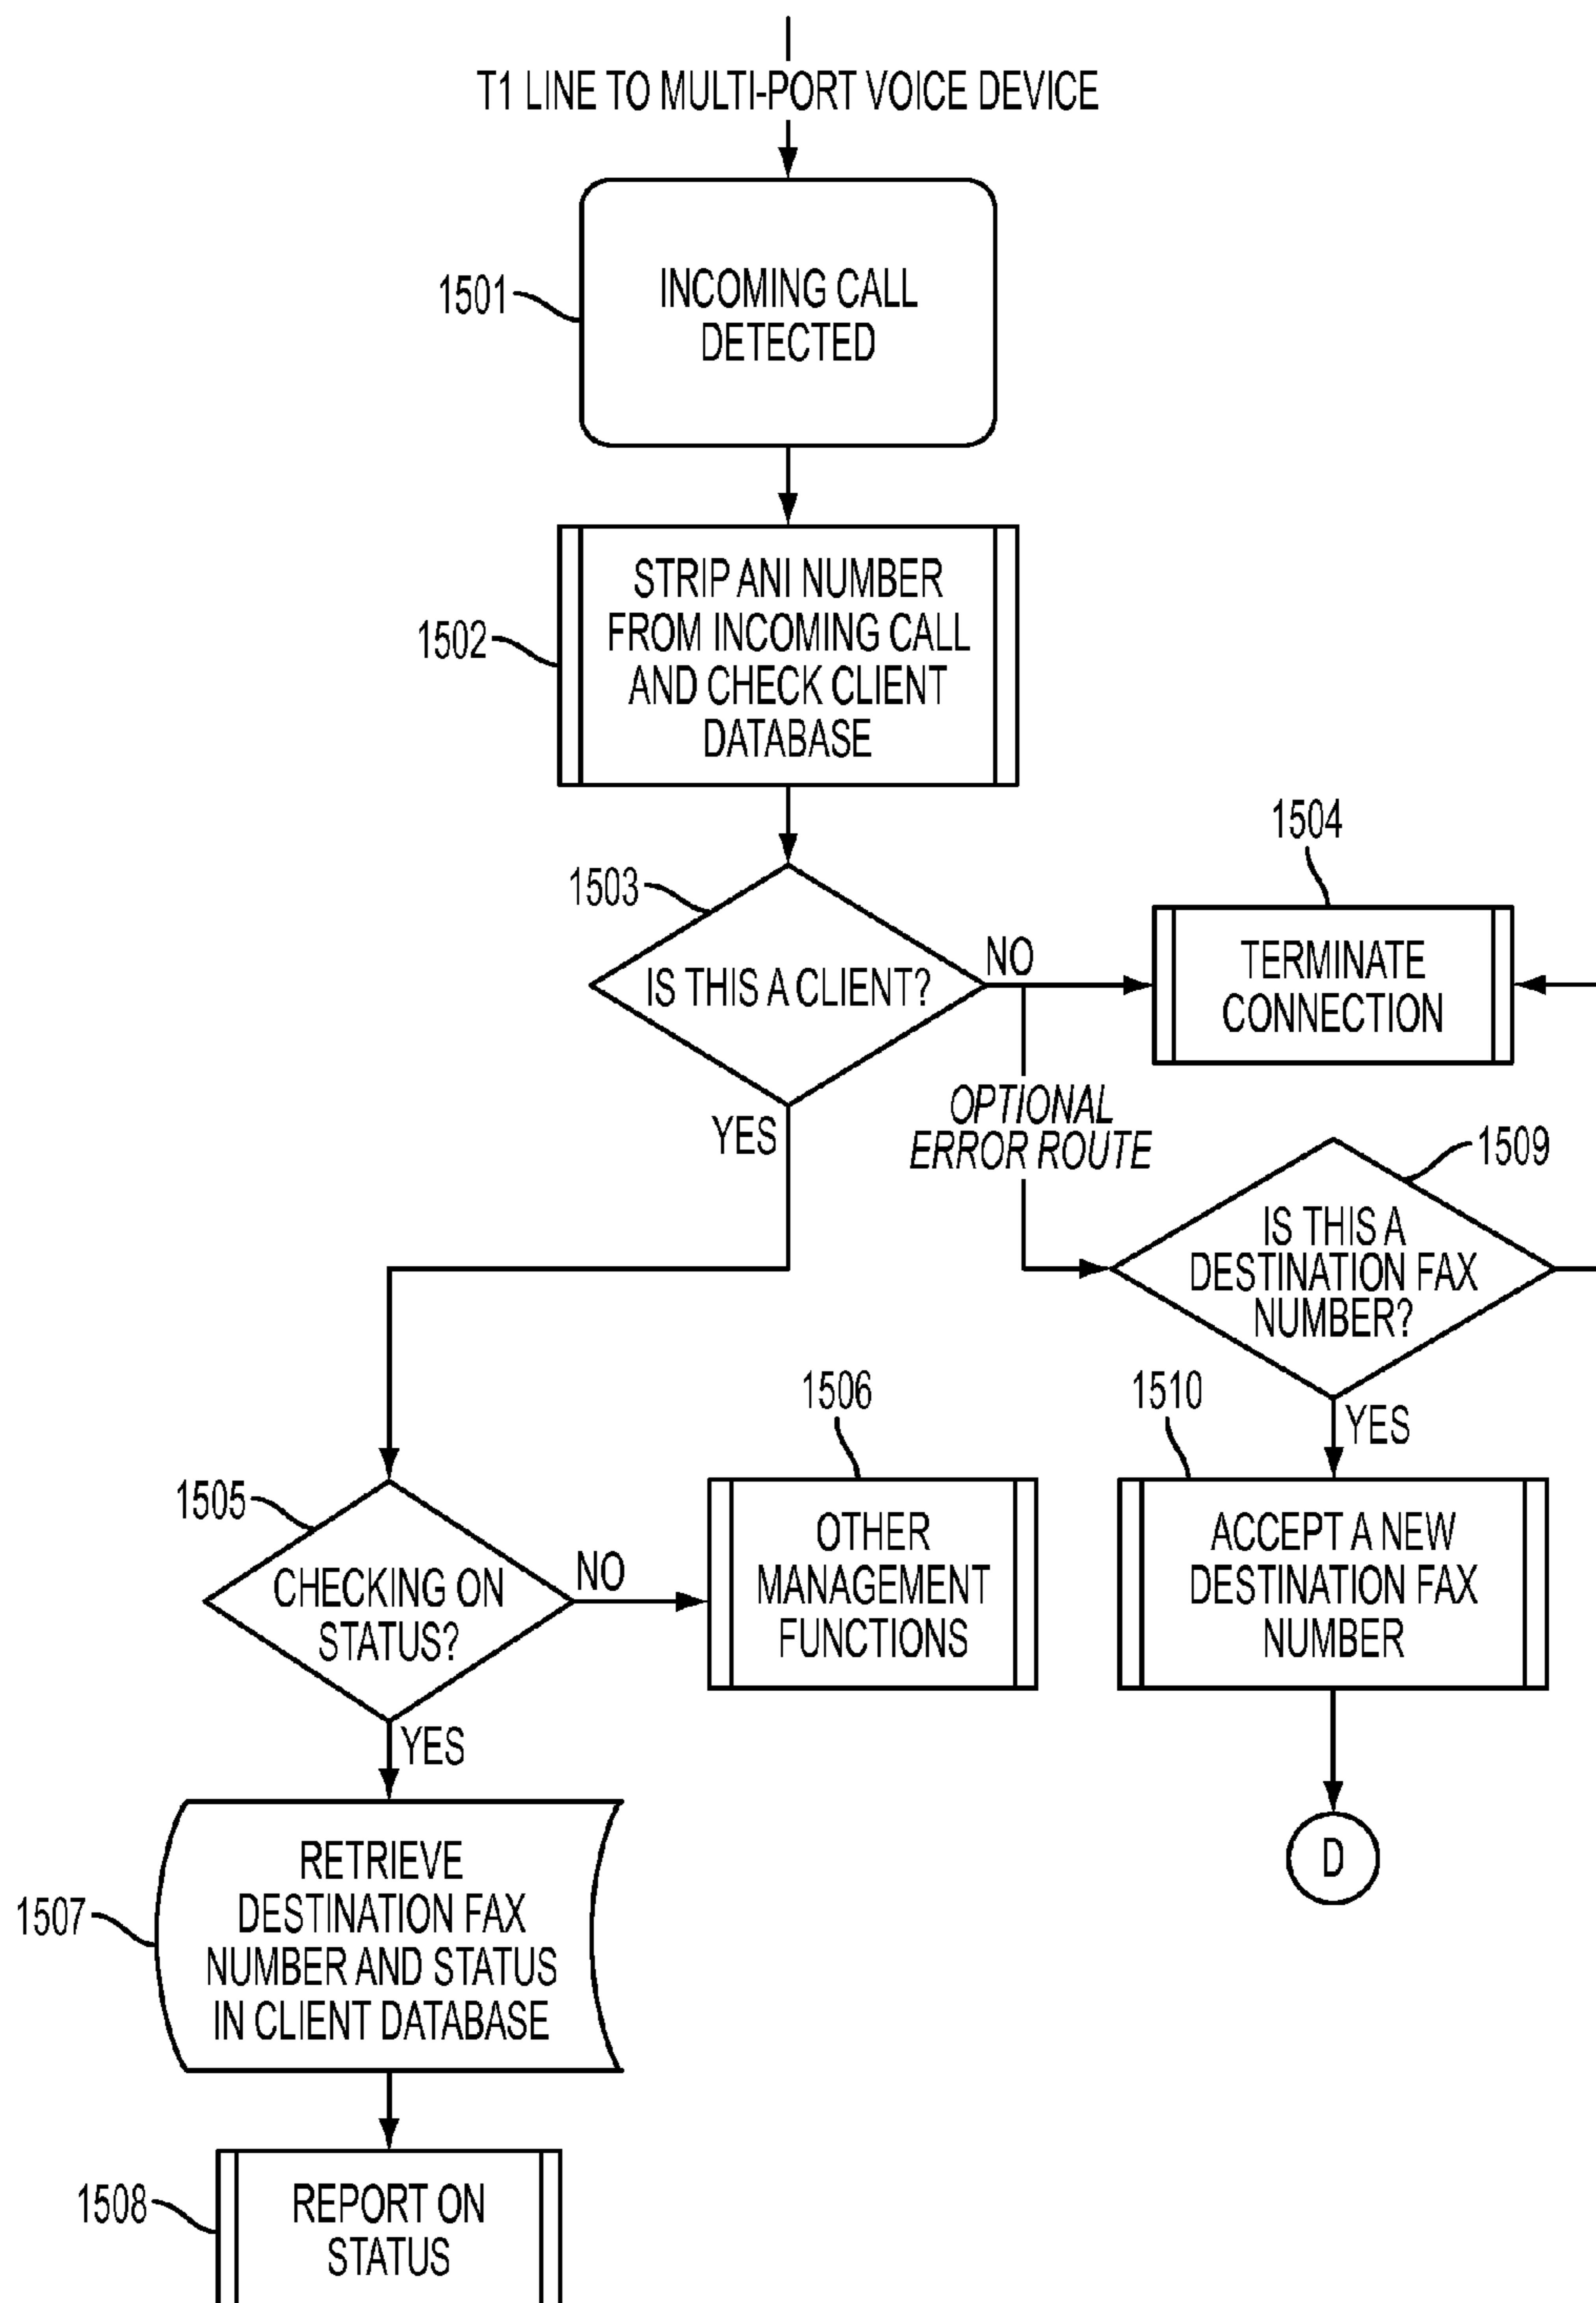 T1 LINE TO MULTI-PORT VOICE DEVICE
1501
INCOMING CALL
DETECTED
1502
STRIP ANI NUMBER
FROM INCOMING CALL
AND CHECK CLIENT
DATABASE
1503
IS THIS A CLIENT?
NO
YES
1504
TERMINATE
CONNECTION
OPTIONAL
ERROR ROUTE
1509
IS THIS A
DESTINATION FAX
NUMBER?
YES
1505
CHECKING ON
STATUS?
NO
YES
1506
OTHER
MANAGEMENT
FUNCTIONS
1510
ACCEPT A NEW
DESTINATION FAX
NUMBER
D
1507
RETRIEVE
DESTINATION FAX
NUMBER AND STATUS
IN CLIENT DATABASE
1508
REPORT ON
STATUS